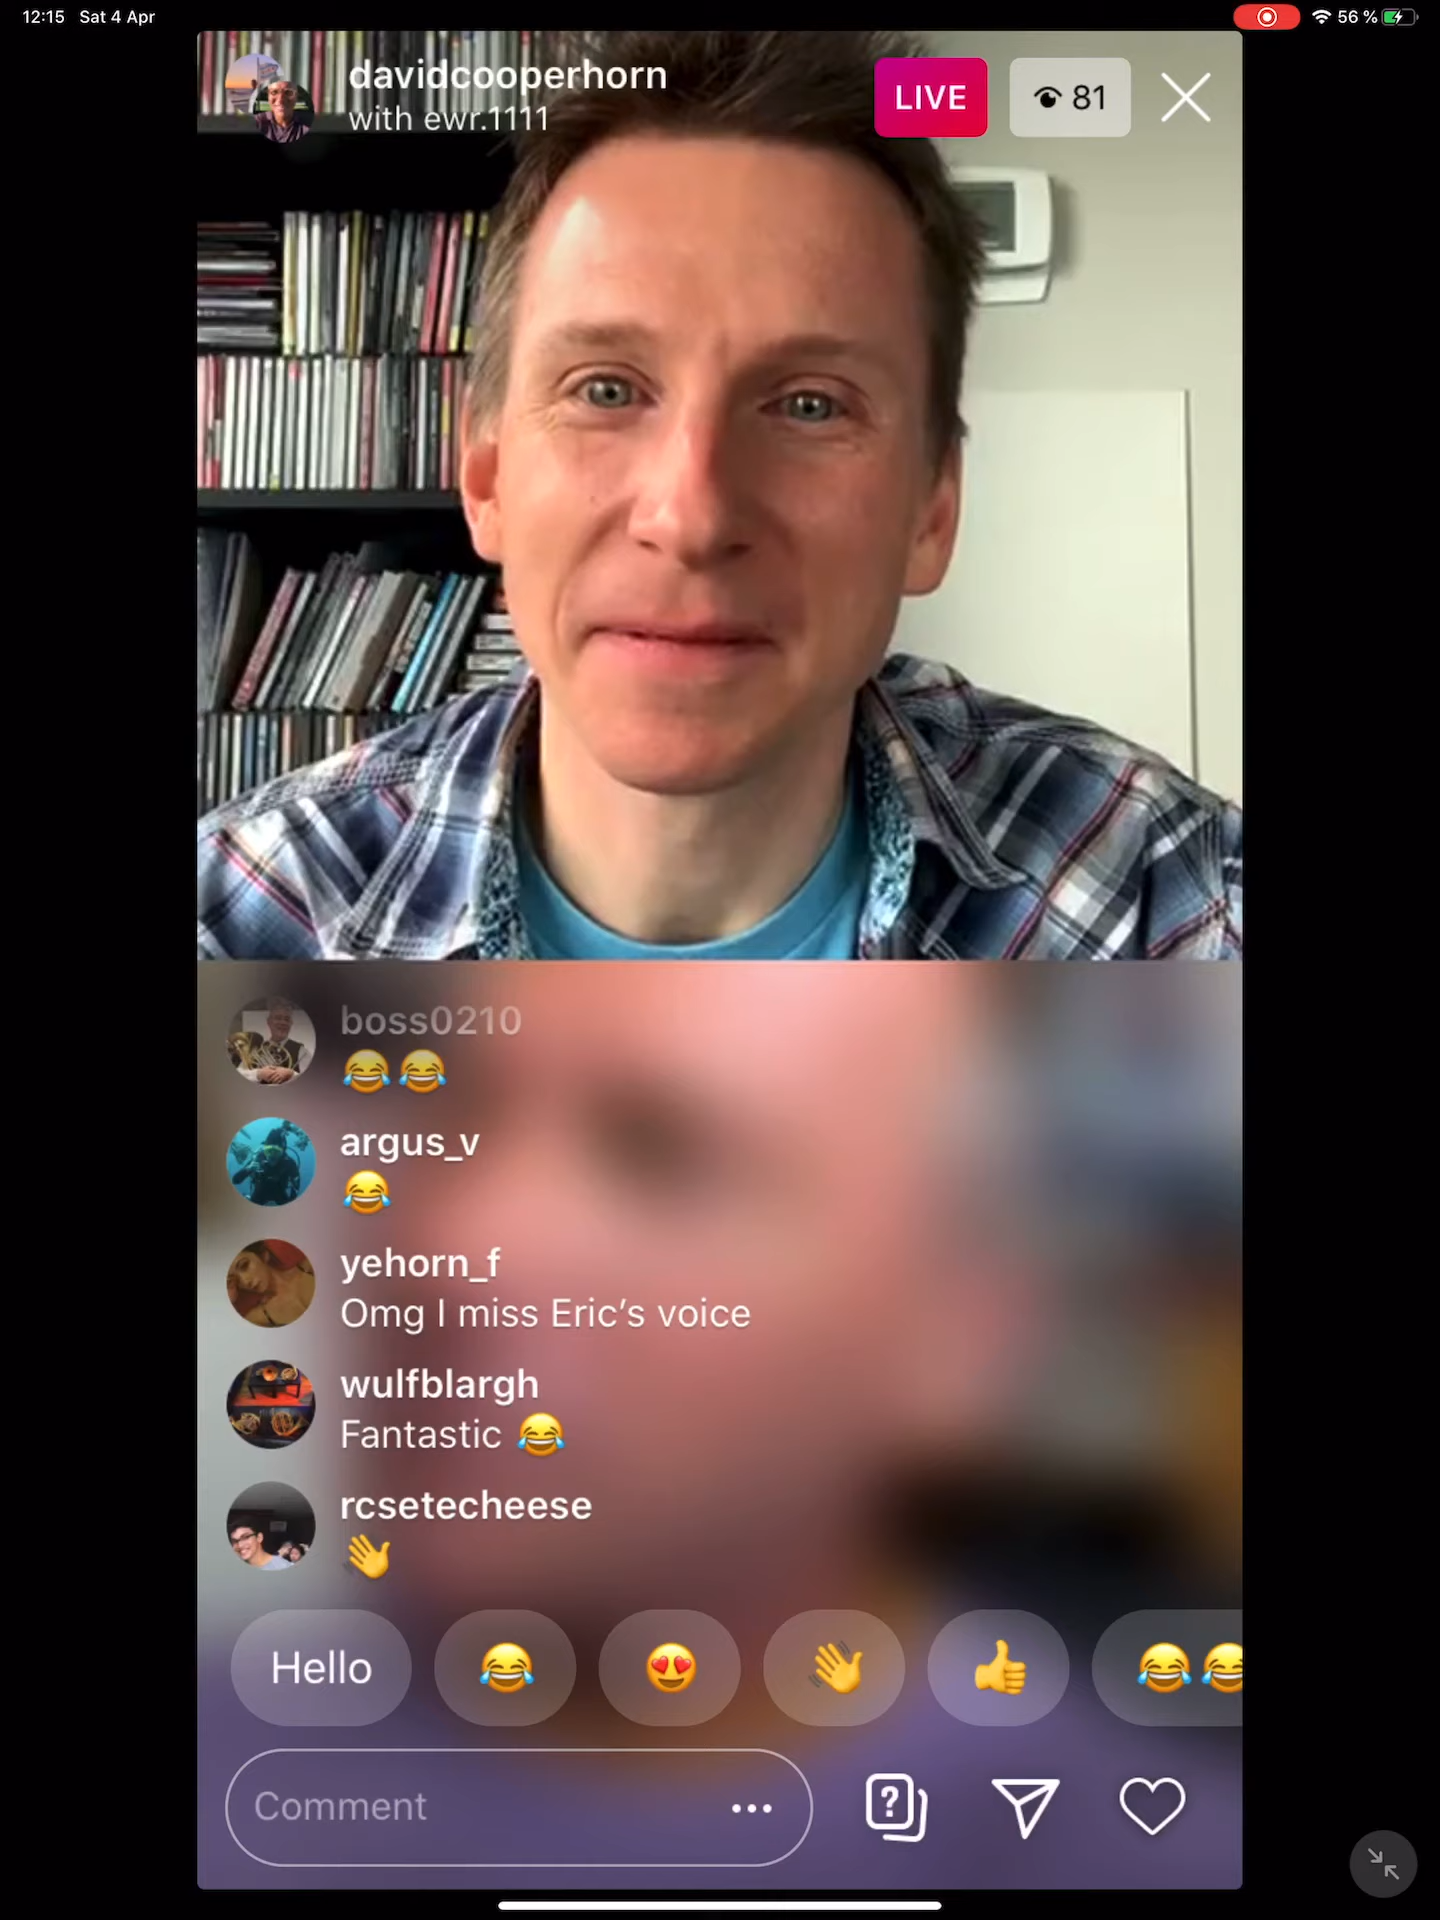 12:15 Sat 4 Apr
56 %
davidcooperhorn
with ewr.1111
LIVE
81
boss0210
😂😂
argus_v
😂
yehorn_f
Omg I miss Eric’s voice
wulfblargh
Fantastic 😂
rcsetecheese
👋
Hello 😂 😍 👋 👍 😂😂
Comment
?